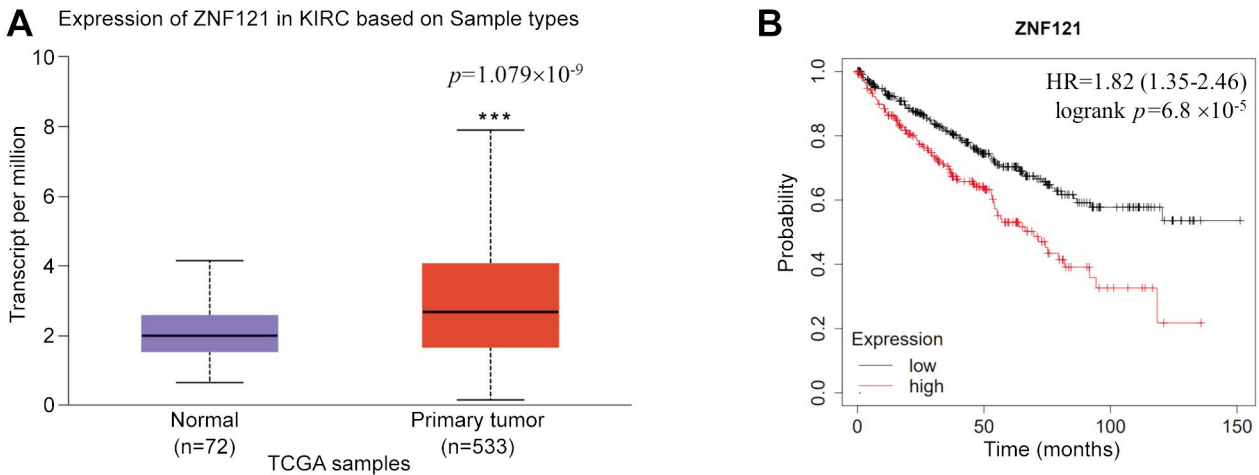 A
Expression of ZNF121 in KIRC based on Sample types
Transcript per million
10
8
6
4
2
0
p=1.079×10⁻⁹
***
Normal
(n=72)
Primary tumor
(n=533)
TCGA samples
B
ZNF121
Probability
1.0
0.8
0.6
0.4
0.2
0.0
HR=1.82 (1.35-2.46)
logrank p=6.8 ×10⁻⁵
Expression
low
high
0
50
100
150
Time (months)